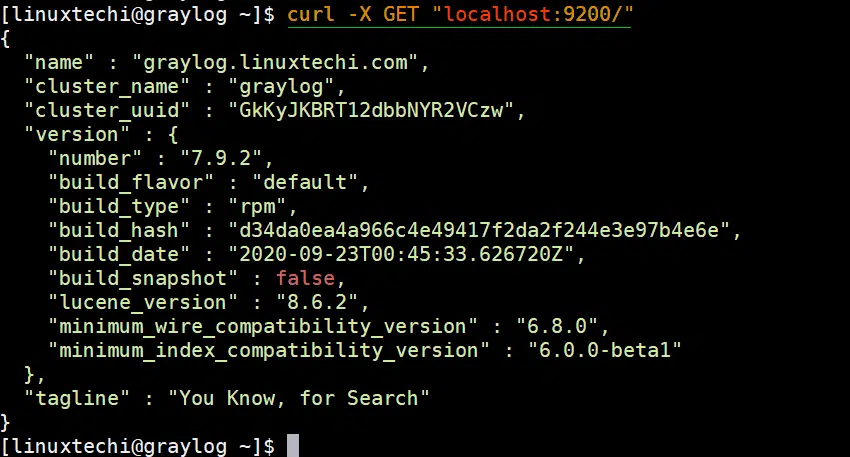 [linuxtechi@graylog ~]$ curl -X GET "localhost:9200/"
{
  "name" : "graylog.linuxtechi.com",
  "cluster_name" : "graylog",
  "cluster_uuid" : "GkKyJKBRT12dbbNYR2VCzw",
  "version" : {
    "number" : "7.9.2",
    "build_flavor" : "default",
    "build_type" : "rpm",
    "build_hash" : "d34da0ea4a966c4e49417f2da2f244e3e97b4e6e",
    "build_date" : "2020-09-23T00:45:33.626720Z",
    "build_snapshot" : false,
    "lucene_version" : "8.6.2",
    "minimum_wire_compatibility_version" : "6.8.0",
    "minimum_index_compatibility_version" : "6.0.0-beta1"
  },
  "tagline" : "You Know, for Search"
}
[linuxtechi@graylog ~]$